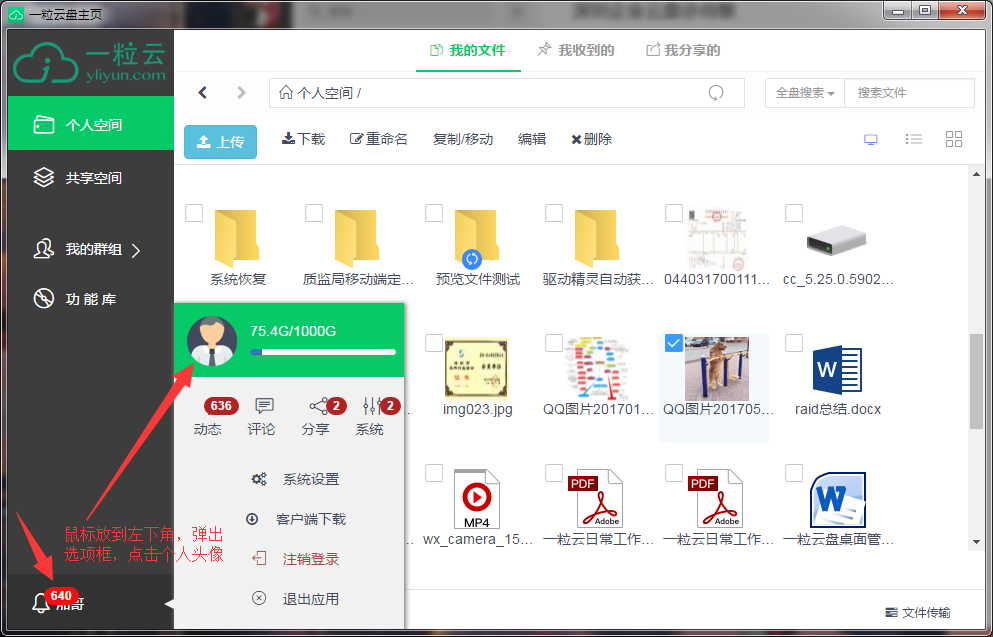 一粒云盘主页
一粒云
yliyun.com
我的文件 我收到的 我分享的
个人空间 /
全盘搜索 搜索文件
个人空间
共享空间
我的群组
功 能 库
上传 下载 重命名 复制/移动 编辑 删除
系统恢复 质监局移动端定... 预览文件测试 驱动精灵自动获... 044031700111... cc_5.25.0.5902...
75.4G/1000G
636 2 2
动态 评论 分享 系统
系统设置
客户端下载
注销登录
退出应用
img023.jpg QQ图片201701... QQ图片201705... raid总结.docx
MP4 PDF Adobe PDF Adobe
wx_camera_15... 一粒云日常工作... 一粒云日常工作... 一粒云盘桌面管...
鼠标放到左下角，弹出
选项框，点击个人头像
640
文件传输